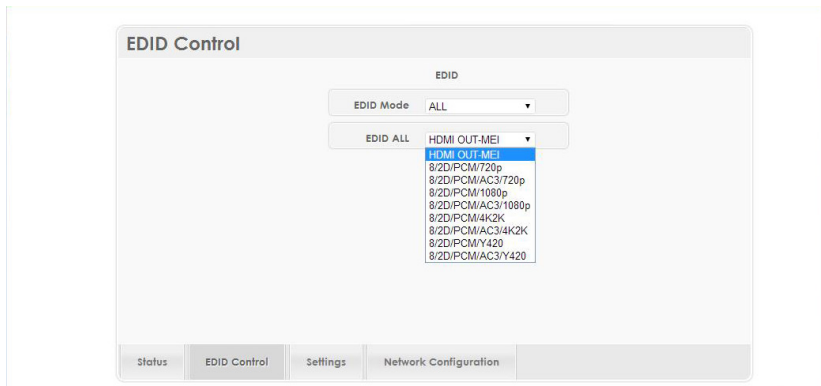 EDID Control
EDID
EDID Mode ALL
EDID ALL HDMI OUT-MEI
HDMI OUT-MEI
8/2D/PCM/720p
8/2D/PCM/AC3/720p
8/2D/PCM/1080p
8/2D/PCM/AC3/1080p
8/2D/PCM/4K2K
8/2D/PCM/AC3/4K2K
8/2D/PCM/Y420
8/2D/PCM/AC3/Y420
Status EDID Control Settings Network Configuration